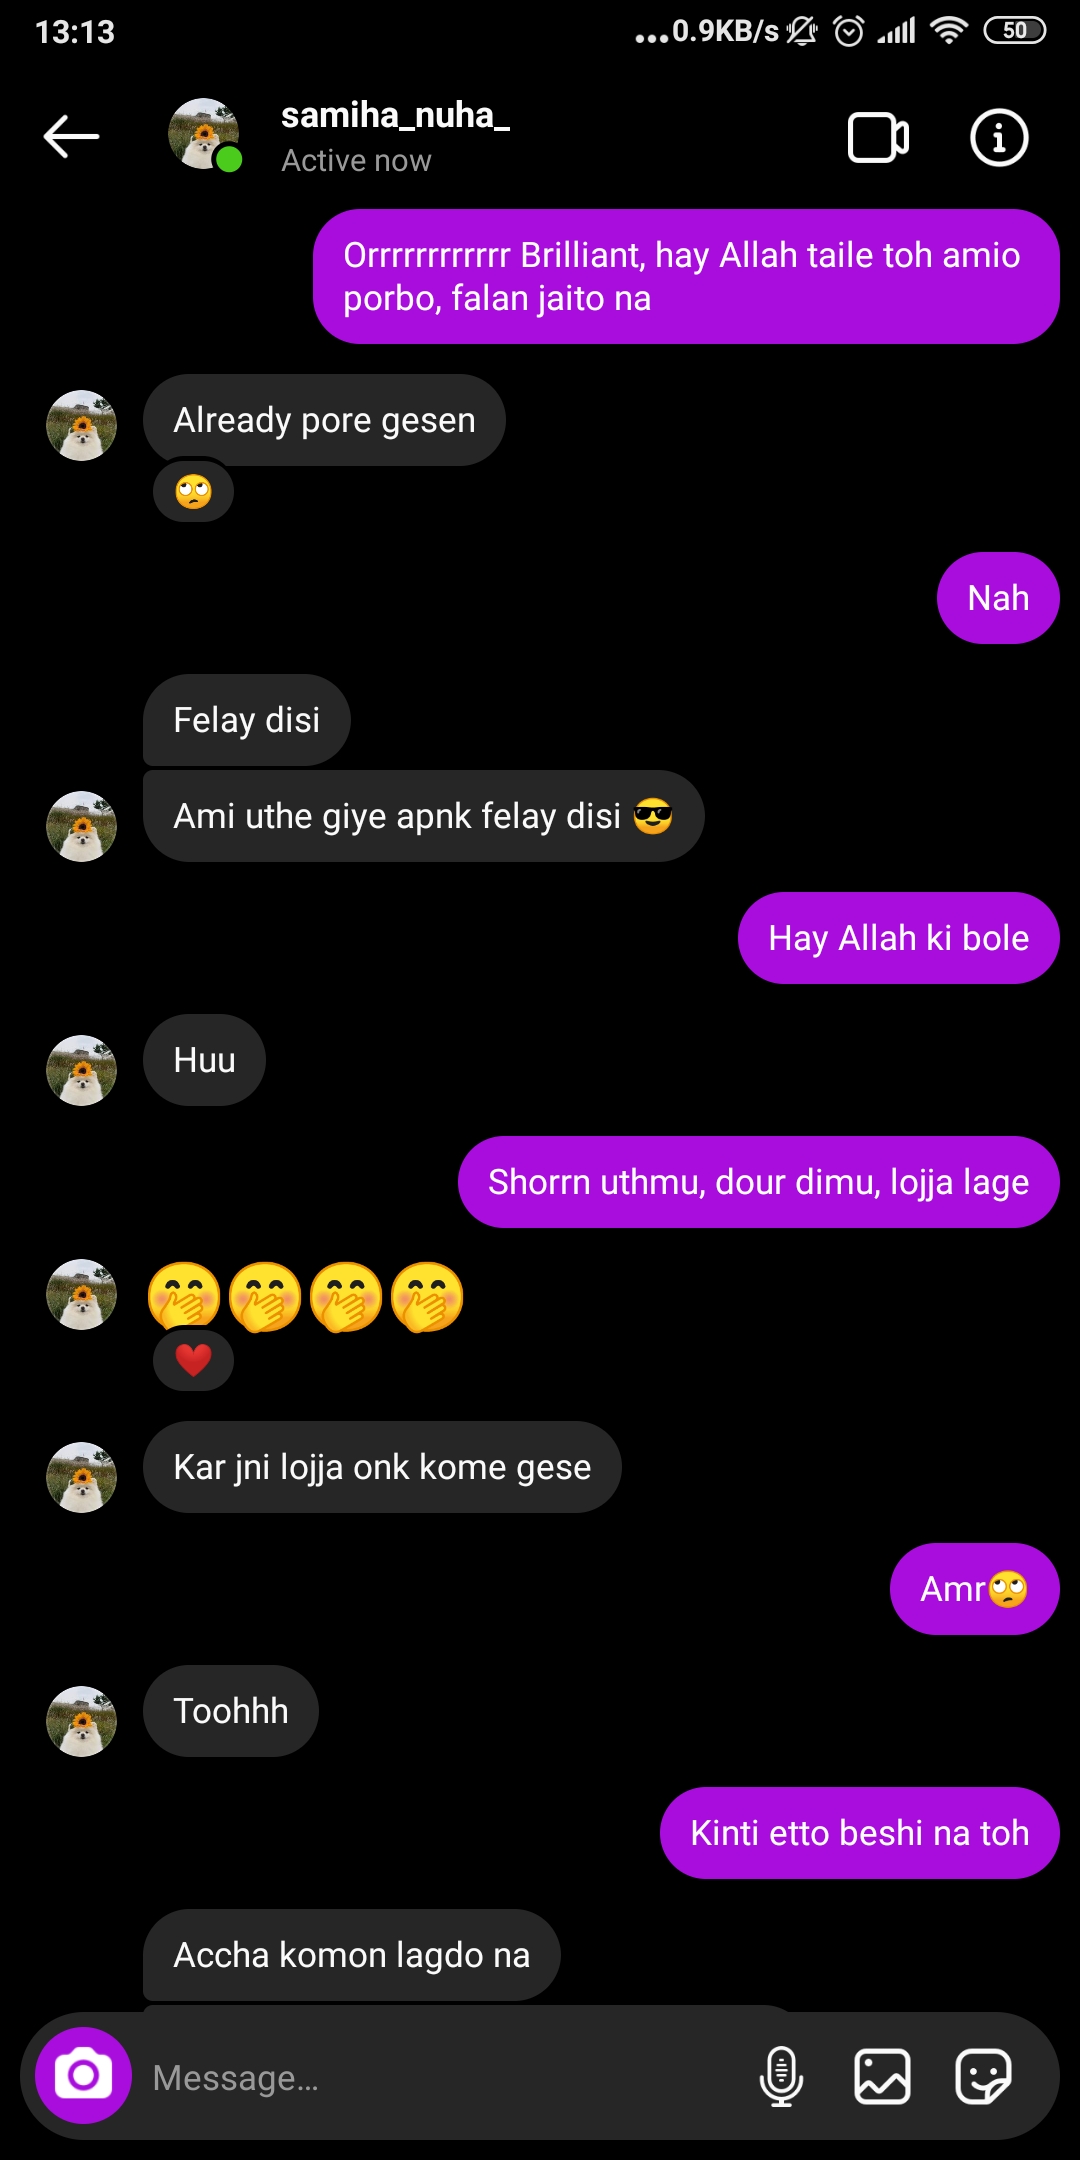 13:13
...0.9KB/s
50
samiha_nuha_
Active now
Orrrrrrrrrrrr Brilliant, hay Allah taile toh amio
porbo, falan jaito na
Already pore gesen
🙄
Nah
Felay disi
Ami uthe giye apnk felay disi 😎
Hay Allah ki bole
Huu
Shorrn uthmu, dour dimu, lojja lage
🤭🤭🤭🤭
❤️
Kar jni lojja onk kome gese
Amr🙄
Toohhh
Kinti etto beshi na toh
Accha komon lagdo na
Message...